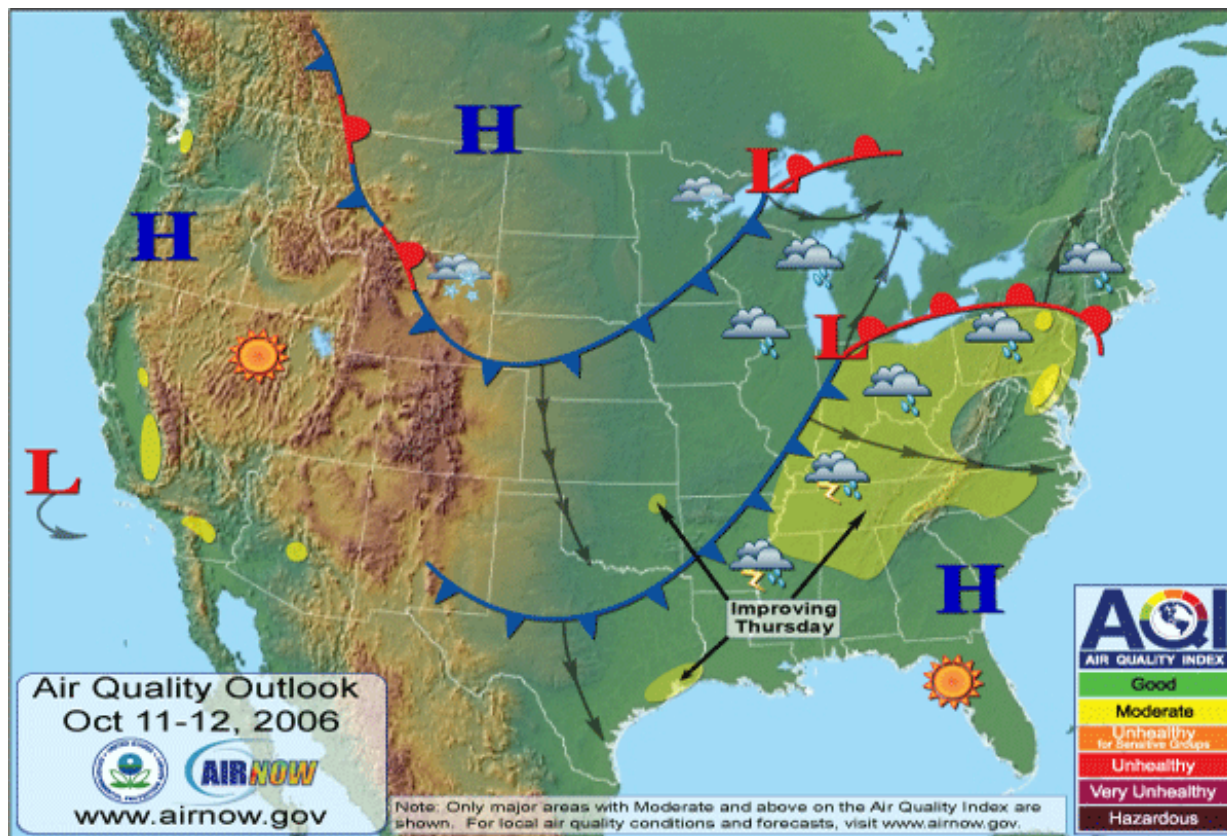 H
L
H
L
L
H
Improving
Thursday
Air Quality Outlook
Oct 11-12, 2006
AIRNOW
www.airnow.gov
Note: Only major areas with Moderate and above on the Air Quality Index are
shown. For local air quality conditions and forecasts, visit www.airnow.gov.
AQI
AIR QUALITY INDEX
Good
Moderate
Unhealthy
for Sensitive Groups
Unhealthy
Very Unhealthy
Hazardous